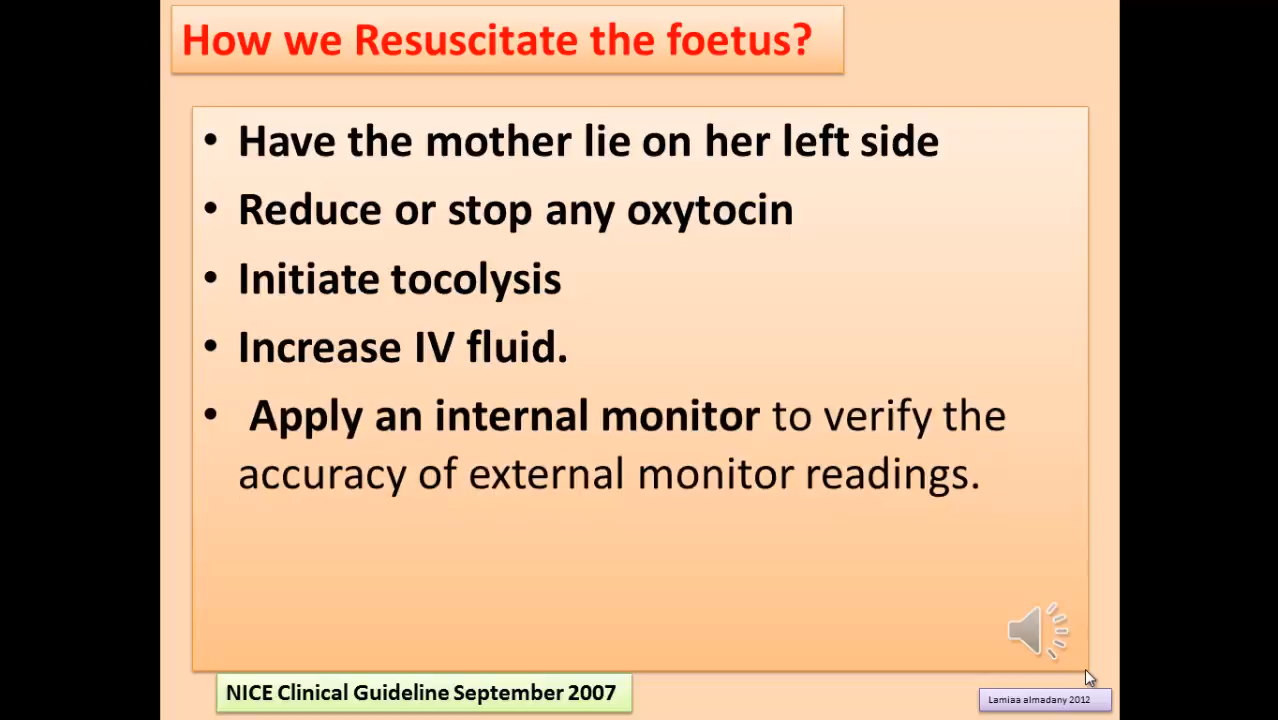 How we Resuscitate the foetus?
• Have the mother lie on her left side
• Reduce or stop any oxytocin
• Initiate tocolysis
• Increase IV fluid.
• Apply an internal monitor to verify the
accuracy of external monitor readings.
NICE Clinical Guideline September 2007
Lamiaa almadany 2012